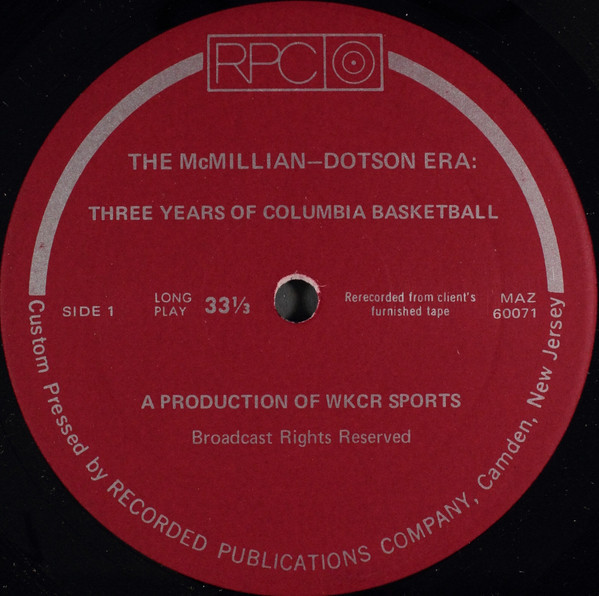 RPC
THE McMILLIAN—DOTSON ERA:
THREE YEARS OF COLUMBIA BASKETBALL
SIDE 1
LONG
PLAY
33⅓
Rerecorded from client's
furnished tape
MAZ
60071
A PRODUCTION OF WKCR SPORTS
Broadcast Rights Reserved
Custom Pressed by RECORDED PUBLICATIONS COMPANY, Camden, New Jersey